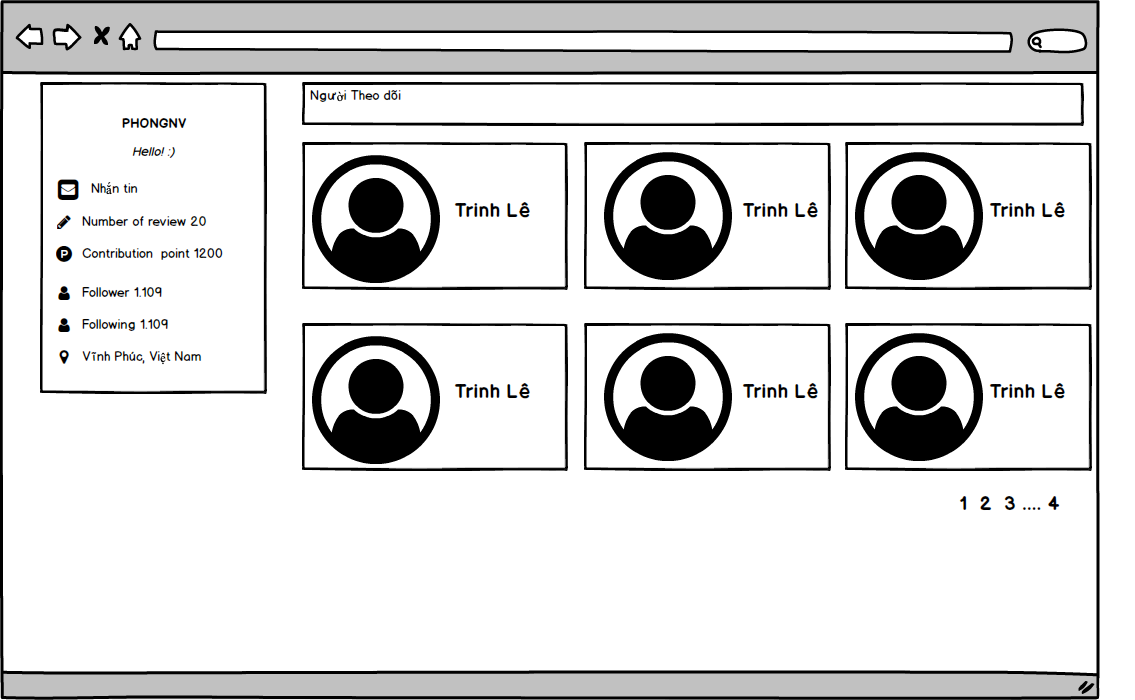 PHONGNV
Hello! :)
Nhắn tin
Number of review 20
Contribution point 1200
Follower 1.109
Following 1.109
Vĩnh Phúc, Việt Nam
Người Theo dõi
Trinh Lê
Trinh Lê
Trinh Lê
Trinh Lê
Trinh Lê
Trinh Lê
1 2 3 .... 4